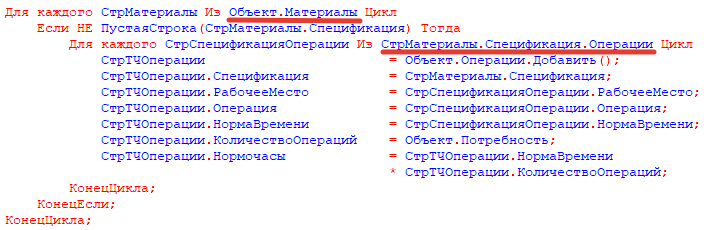 Для каждого СтрМатериалы Из Объект.Материалы Цикл
Если НЕ ПустаяСтрока(СтрМатериалы.Спецификация) Тогда
Для каждого СтрСпецификацияОперации Из СтрМатериалы.Спецификация.Операции Цикл
СтрТЧОперации = Объект.Операции.Добавить();
СтрТЧОперации.Спецификация = СтрМатериалы.Спецификация;
СтрТЧОперации.РабочееМесто = СтрСпецификацияОперации.РабочееМесто;
СтрТЧОперации.Операция = СтрСпецификацияОперации.Операция;
СтрТЧОперации.НормаВремени = СтрСпецификацияОперации.НормаВремени;
СтрТЧОперации.КоличествоОпераций = Объект.Потребность;
СтрТЧОперации.Нормочасы = СтрТЧОперации.НормаВремени
* СтрТЧОперации.КоличествоОпераций;
КонецЦикла;
КонецЕсли;
КонецЦикла;